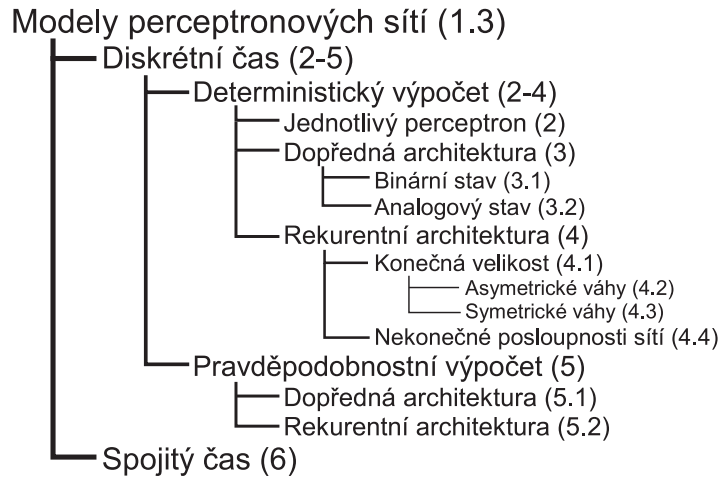 Modely perceptronových sítí (1.3)
Diskrétní čas (2-5)
Deterministický výpočet (2-4)
Jednotlivý perceptron (2)
Dopředná architektura (3)
Binární stav (3.1)
Analogový stav (3.2)
Rekurentní architektura (4)
Konečná velikost (4.1)
Asymetrické váhy (4.2)
Symetrické váhy (4.3)
Nekonečné posloupnosti sítí (4.4)
Pravděpodobnostní výpočet (5)
Dopředná architektura (5.1)
Rekurentní architektura (5.2)
Spojitý čas (6)